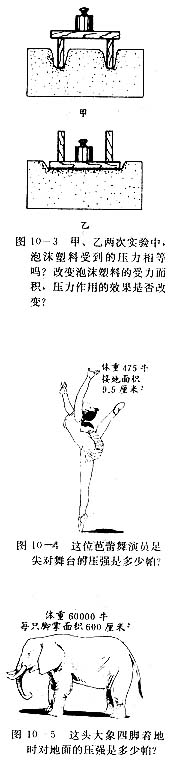 甲
乙
图 10－3 甲、乙两次实验中，
泡沫塑料受到的压力相等
吗？改变泡沫塑料的受力面
积，压力作用的效果是否改
变？
体重 475 牛
接地面积
9.5 厘米²
图 10－4 这位芭蕾舞演员足
尖对舞台的压强是多少帕？
体重 60000 牛
每只脚掌面积 600 厘米²
图 10－5 这头大象四脚着地
时对地面的压强是多少帕？